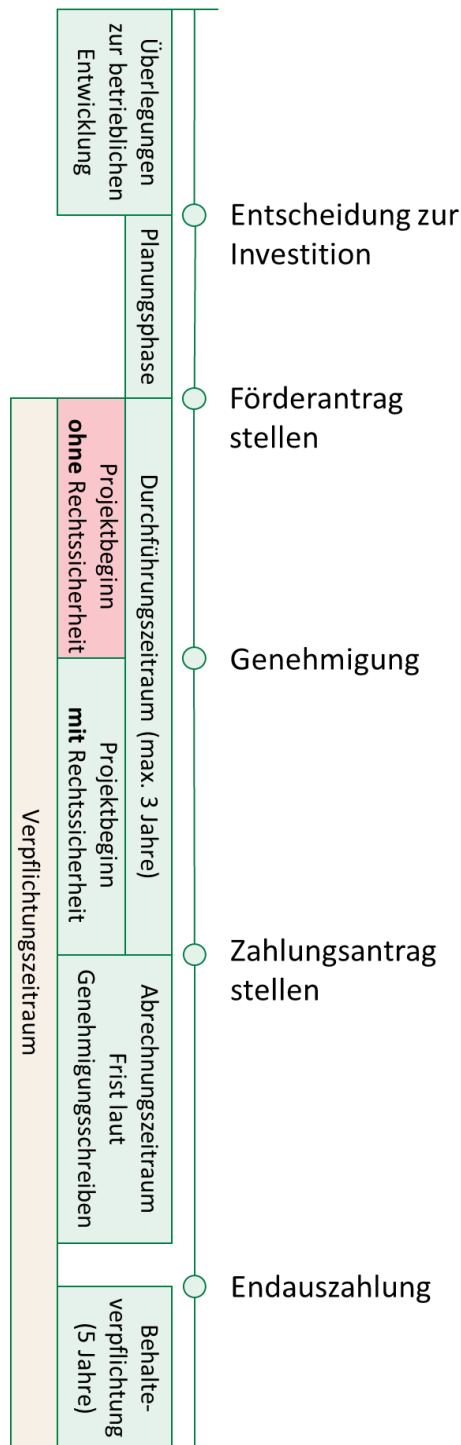 Überlegungen
zur betrieblichen
Entwicklung
Entscheidung zur
Investition
Planungsphase
Förderantrag
stellen
Durchführungszeitraum (max. 3 Jahre)
Projektbeginn
ohne Rechtssicherheit
Genehmigung
Projektbeginn
mit Rechtssicherheit
Verpflichtungszeitraum
Zahlungsantrag
stellen
Abrechnungszeitraum
Frist laut
Genehmigungsschreiben
Endauszahlung
Behalte-
verpflichtung
(5 Jahre)